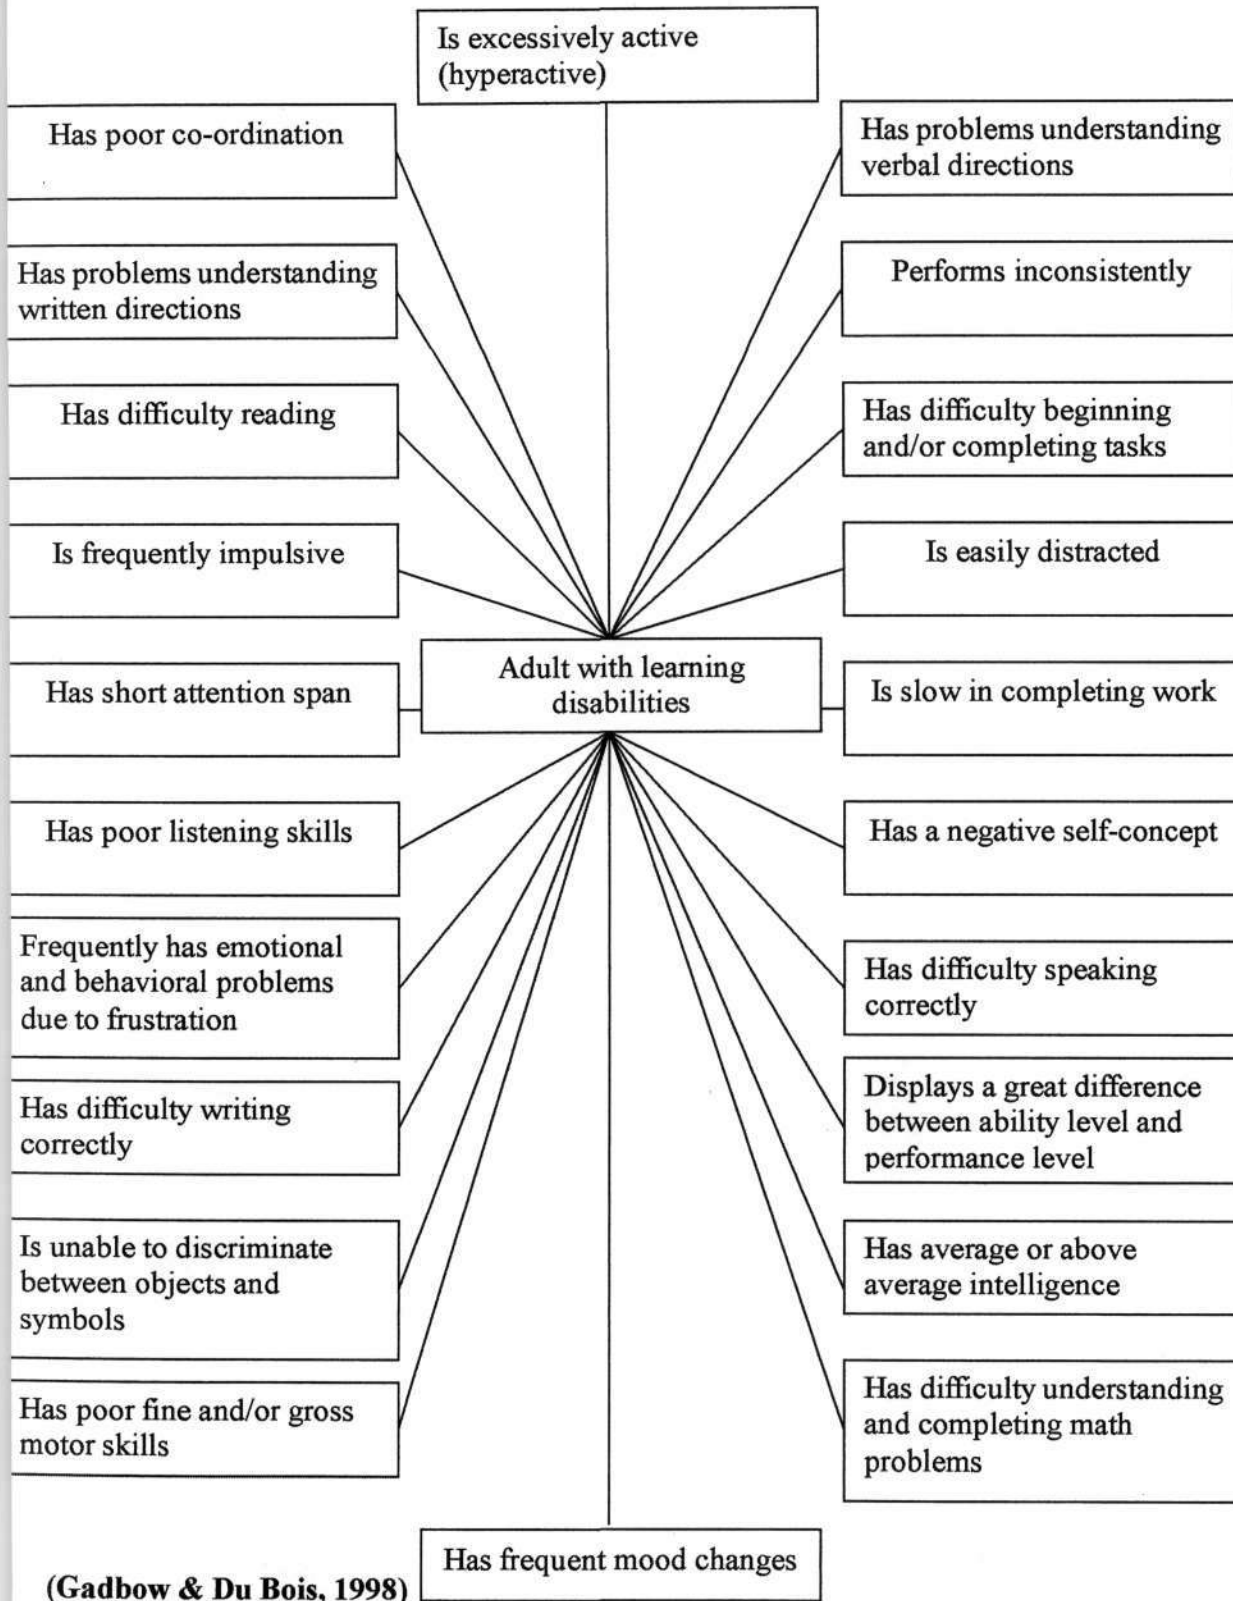 Is excessively active
(hyperactive)
Has poor co-ordination
Has problems understanding
verbal directions
Has problems understanding
written directions
Performs inconsistently
Has difficulty reading
Has difficulty beginning
and/or completing tasks
Is frequently impulsive
Is easily distracted
Has short attention span
Adult with learning
disabilities
Is slow in completing work
Has poor listening skills
Has a negative self-concept
Frequently has emotional
and behavioral problems
due to frustration
Has difficulty speaking
correctly
Has difficulty writing
correctly
Displays a great difference
between ability level and
performance level
Is unable to discriminate
between objects and
symbols
Has average or above
average intelligence
Has poor fine and/or gross
motor skills
Has difficulty understanding
and completing math
problems
Has frequent mood changes
(Gadbow & Du Bois, 1998)